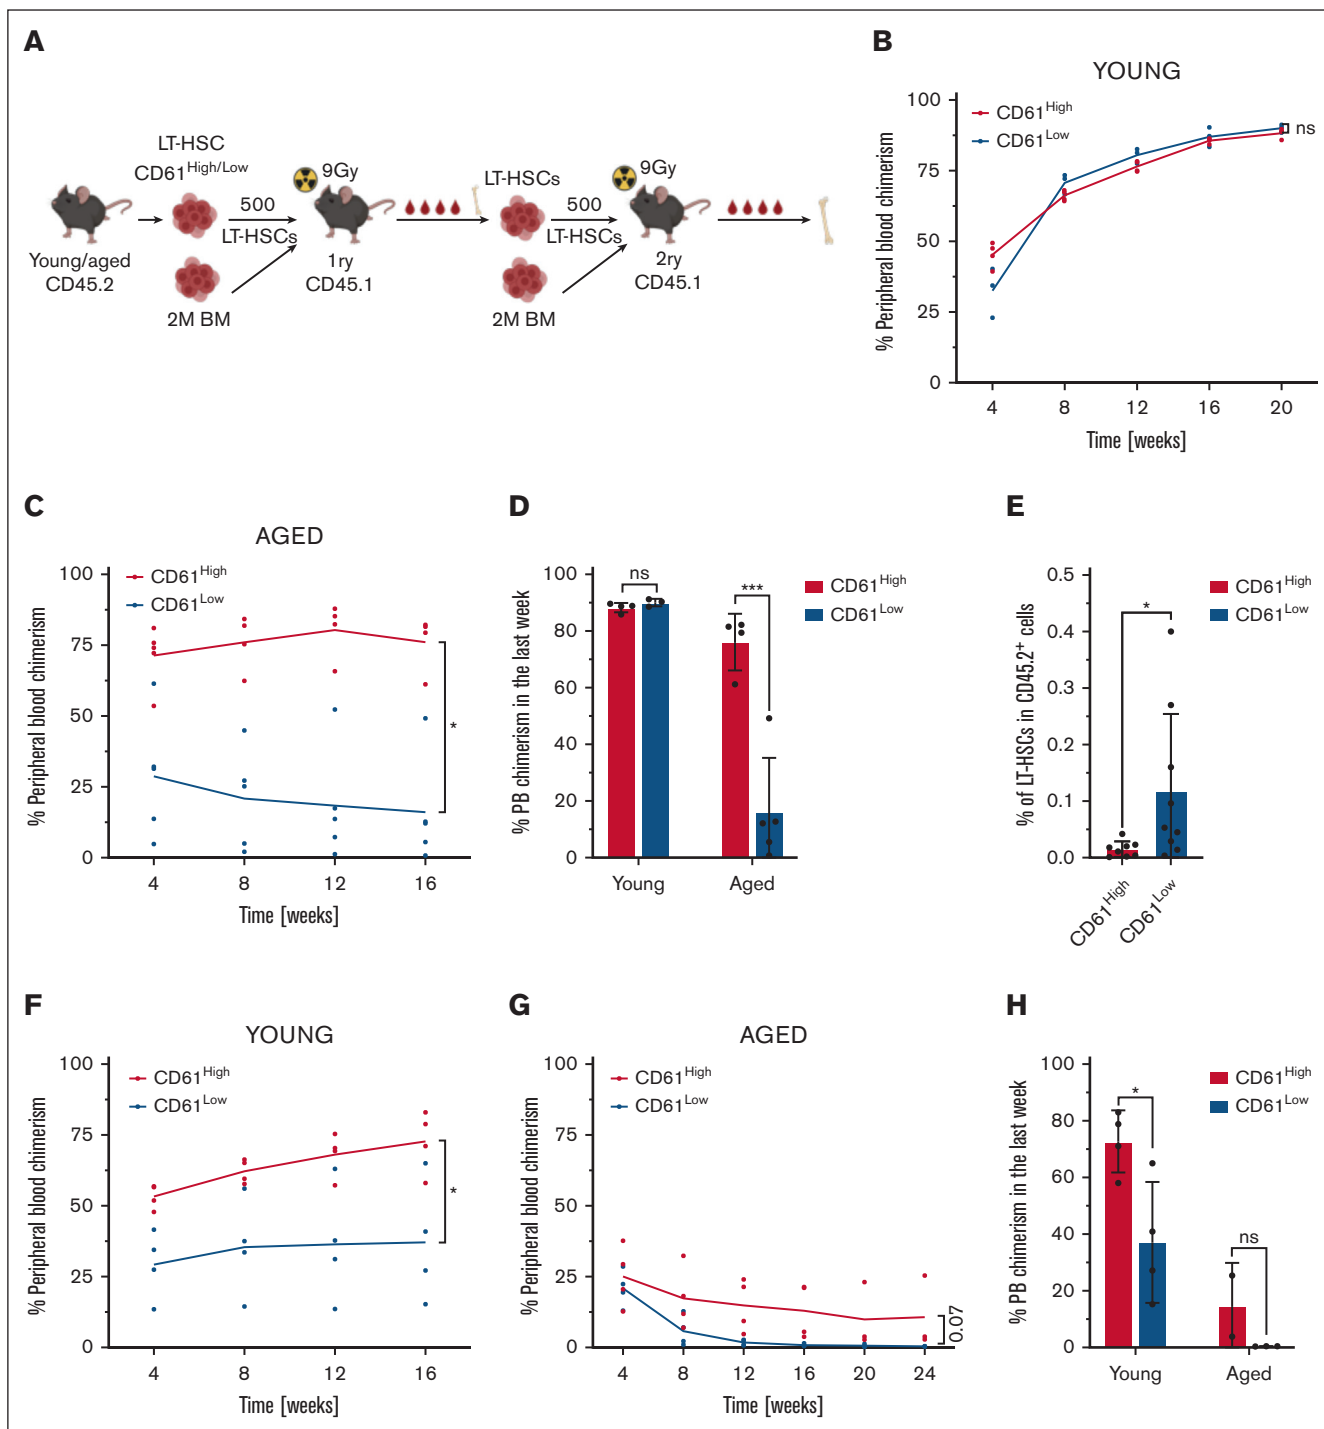 A
LT-HSC
CD61High/Low
500
LT-HSCs
9Gy
LT-HSCs
500
LT-HSCs
9Gy
Young/aged
CD45.2
2M BM
1ry
CD45.1
2M BM
2ry
CD45.1
B
YOUNG
CD61High
CD61Low
ns
% Peripheral blood chimerism
100
75
50
25
0
4 8 12 16 20
Time [weeks]
C
AGED
CD61High
CD61Low
*
% Peripheral blood chimerism
100
75
50
25
0
4 8 12 16
Time [weeks]
D
ns
***
CD61High
CD61Low
% PB chimerism in the last week
100
80
60
40
20
0
Young Aged
E
CD61High
CD61Low
*
% of LT-HSCs in CD45.2+ cells
0.5
0.4
0.3
0.2
0.1
0.0
CD61High
CD61Low
F
YOUNG
CD61High
CD61Low
*
% Peripheral blood chimerism
100
75
50
25
0
4 8 12 16
Time [weeks]
G
AGED
CD61High
CD61Low
0.07
% Peripheral blood chimerism
100
75
50
25
0
4 8 12 16 20 24
Time [weeks]
H
*
ns
CD61High
CD61Low
% PB chimerism in the last week
100
80
60
40
20
0
Young Aged